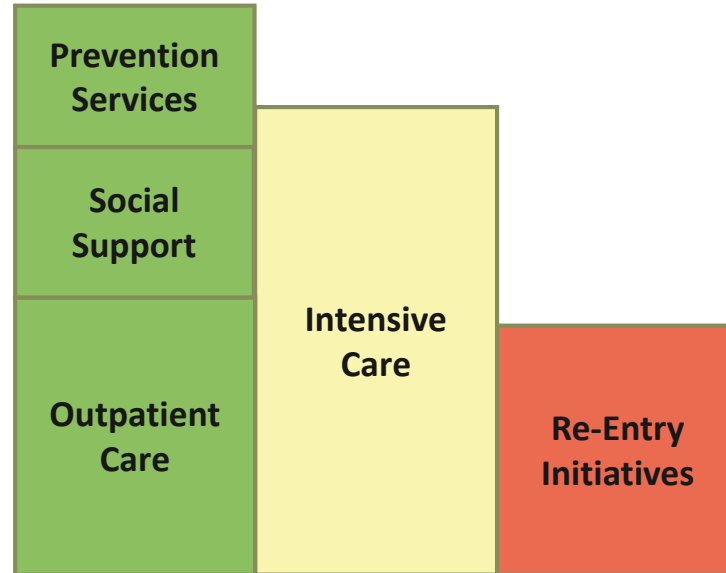 Prevention
Services
Social
Support
Outpatient
Care
Intensive
Care
Re-Entry
Initiatives